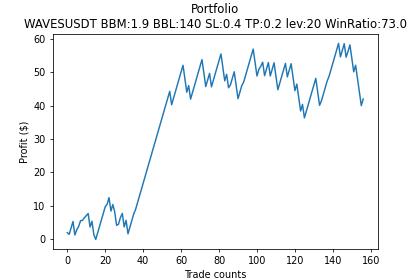 Portfolio
WAVESUSDT BBM:1.9 BBL:140 SL:0.4 TP:0.2 lev:20 WinRatio:73.0
60
50
40
30
20
10
0
Profit ($)
0 20 40 60 80 100 120 140 160
Trade counts